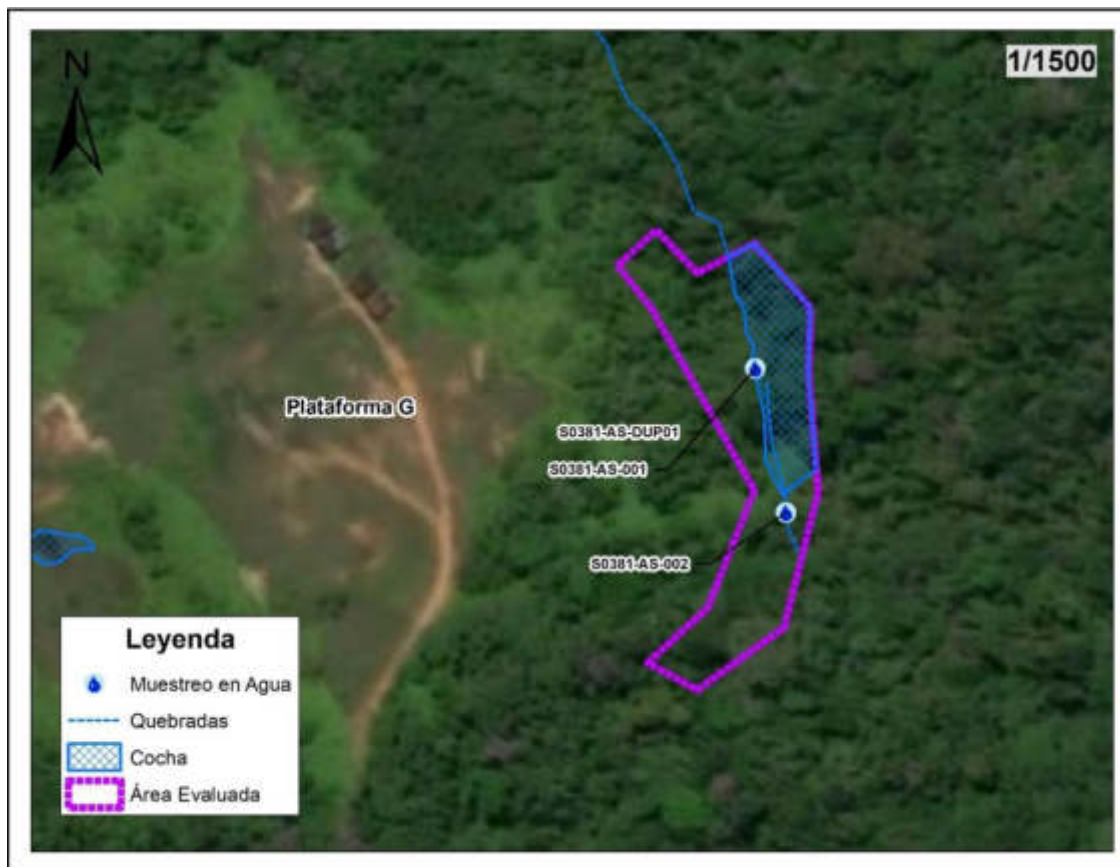 N
1/1500
Plataforma G
S0381-AS-DUP01
S0381-AS-001
S0381-AS-002
Leyenda
Muestreo en Agua
Quebradas
Cocha
Área Evaluada